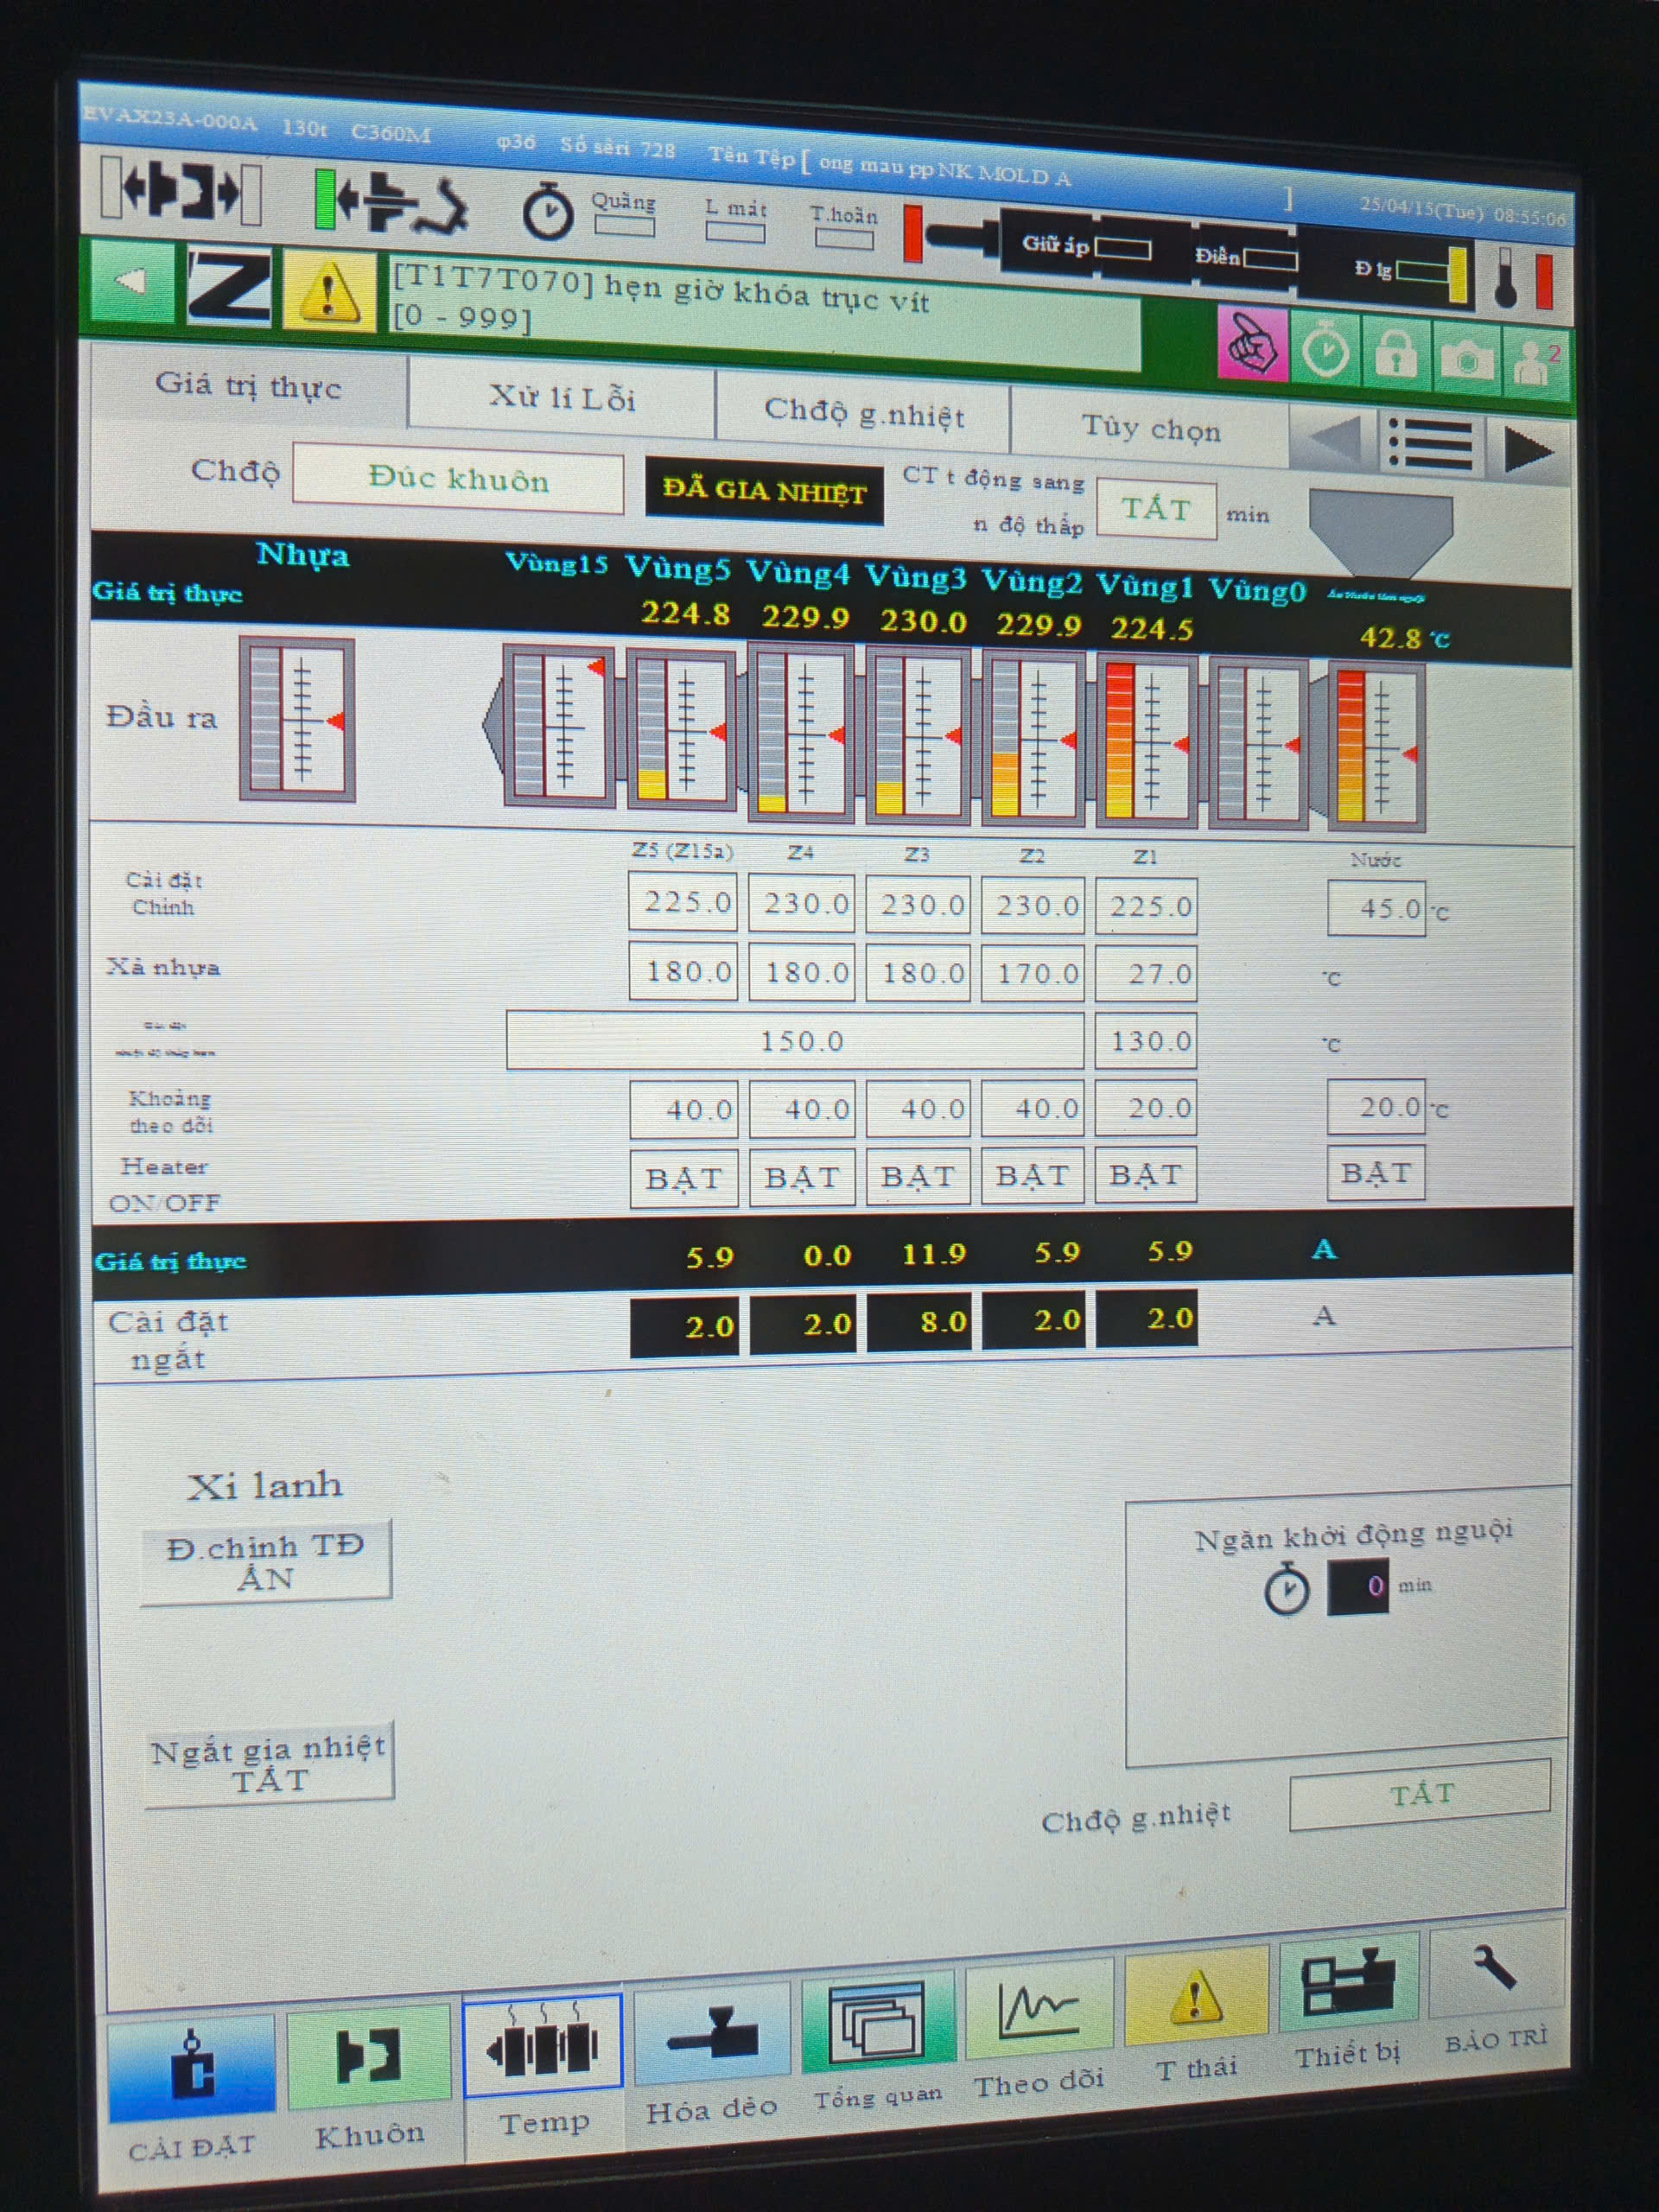 EVAX23A-000A 130t C360M φ36 Số sêri 728 Tên Tệp [ ong mau pp NK MOLD A ] 25/04/15(Tue) 08:55:06
Quãng L mát T.hoãn Giữ áp Điền Đ lg
Z [T1T7T070] hẹn giờ khóa trục vít
[0 - 999]
2
Giá trị thực Xử lí Lỗi Chđộ g.nhiệt Tùy chọn
Chđộ Đúc khuôn ĐÃ GIA NHIỆT CT t động sang
n độ thấp TẮT min
Nhựa Vùng15 Vùng5 Vùng4 Vùng3 Vùng2 Vùng1 Vùng0
Giá trị thực 224.8 229.9 230.0 229.9 224.5 42.8 °C
Đầu ra
Z5 (Z15a) Z4 Z3 Z2 Z1 Nước
Cài đặt
Chỉnh 225.0 230.0 230.0 230.0 225.0 45.0 °C
Xả nhựa 180.0 180.0 180.0 170.0 27.0 °C
150.0 130.0 °C
Khoảng
theo dõi 40.0 40.0 40.0 40.0 20.0 20.0 °C
Heater
ON/OFF BẬT BẬT BẬT BẬT BẬT BẬT
Giá trị thực 5.9 0.0 11.9 5.9 5.9 A
Cài đặt
ngắt 2.0 2.0 8.0 2.0 2.0 A
Xi lanh
Đ.chỉnh TĐ
ẤN
Ngăn khởi động nguội
0 min
Ngắt gia nhiệt
TẮT
Chđộ g.nhiệt TẮT
CÀI ĐẶT Khuôn Temp Hóa dẻo Tổng quan Theo dõi T thái Thiết bị BẢO TRÌ